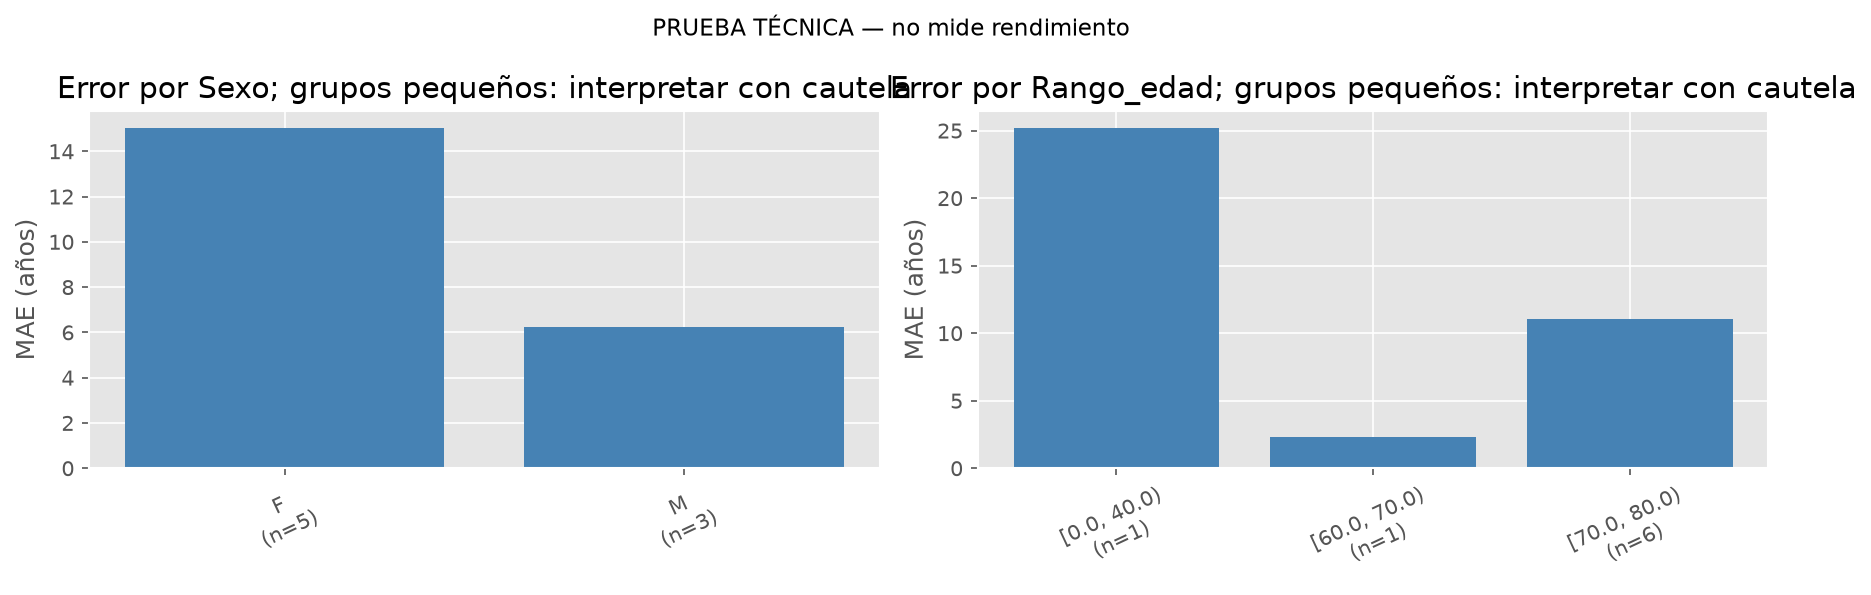 PRUEBA TÉCNICA — no mide rendimiento
Error por Sexo; grupos pequeños: interpretar con cautela
MAE (años)
14
12
10
8
6
4
2
0
F
(n=5)
M
(n=3)
Error por Rango_edad; grupos pequeños: interpretar con cautela
MAE (años)
25
20
15
10
5
0
[0.0, 40.0)
(n=1)
[60.0, 70.0)
(n=1)
[70.0, 80.0)
(n=6)